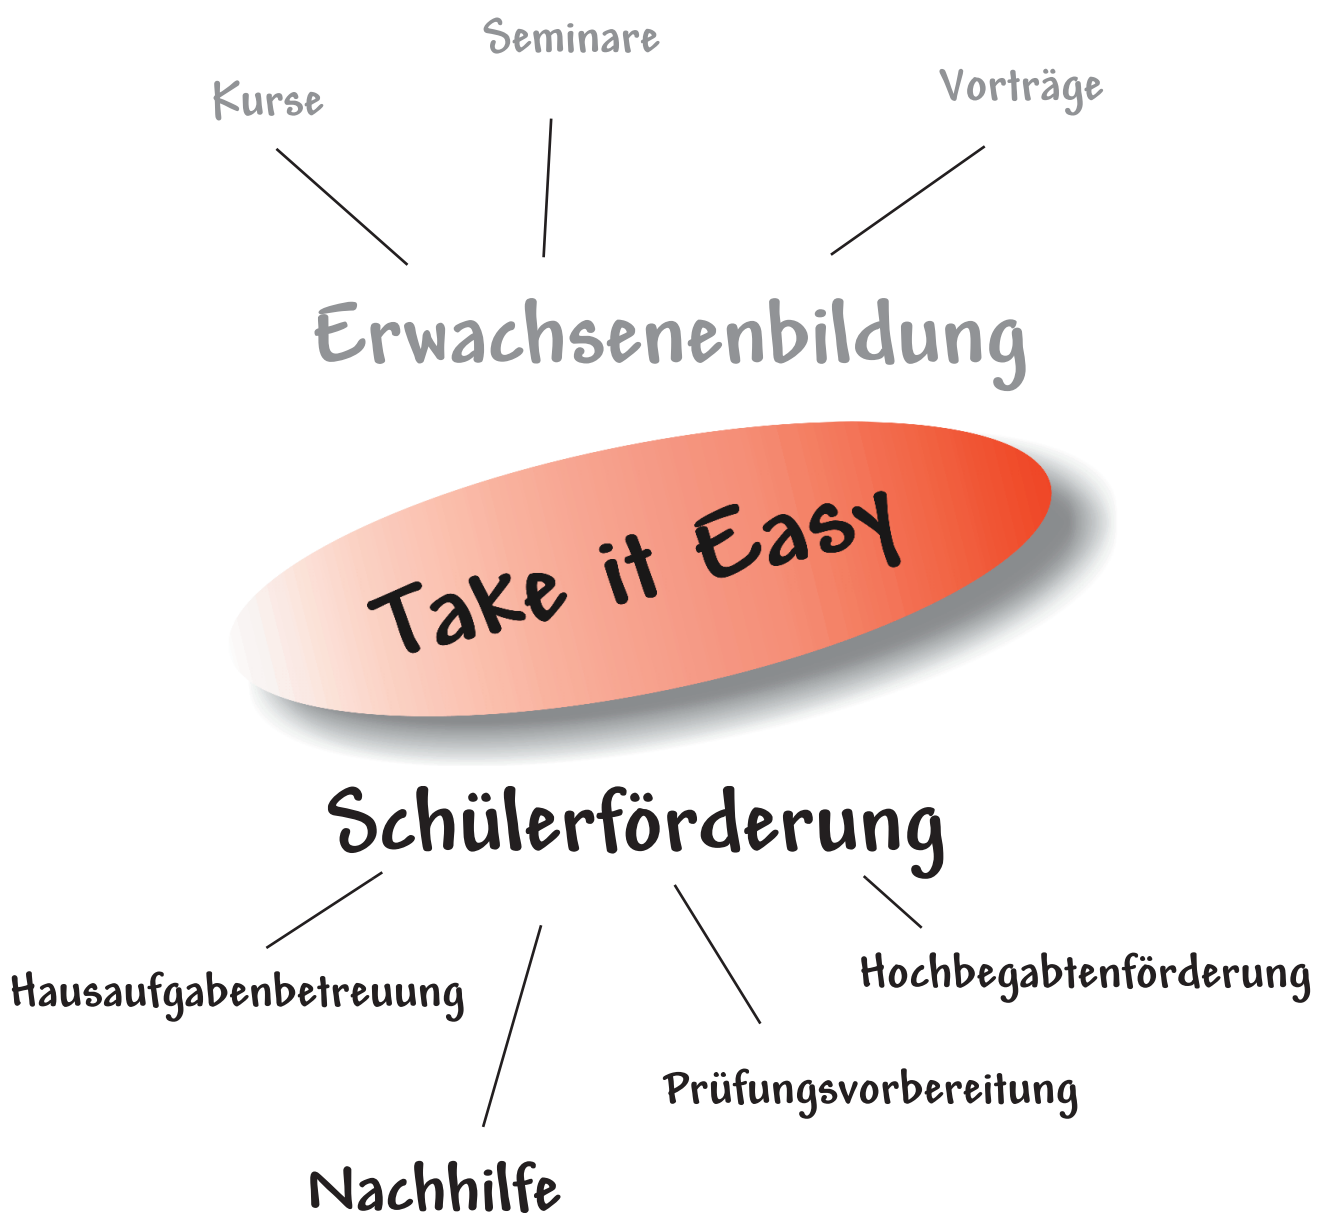 Seminare
Kurse
Vorträge
Erwachsenenbildung
Take it Easy
Schülerförderung
Hausaufgabenbetreuung
Hochbegabtenförderung
Prüfungsvorbereitung
Nachhilfe